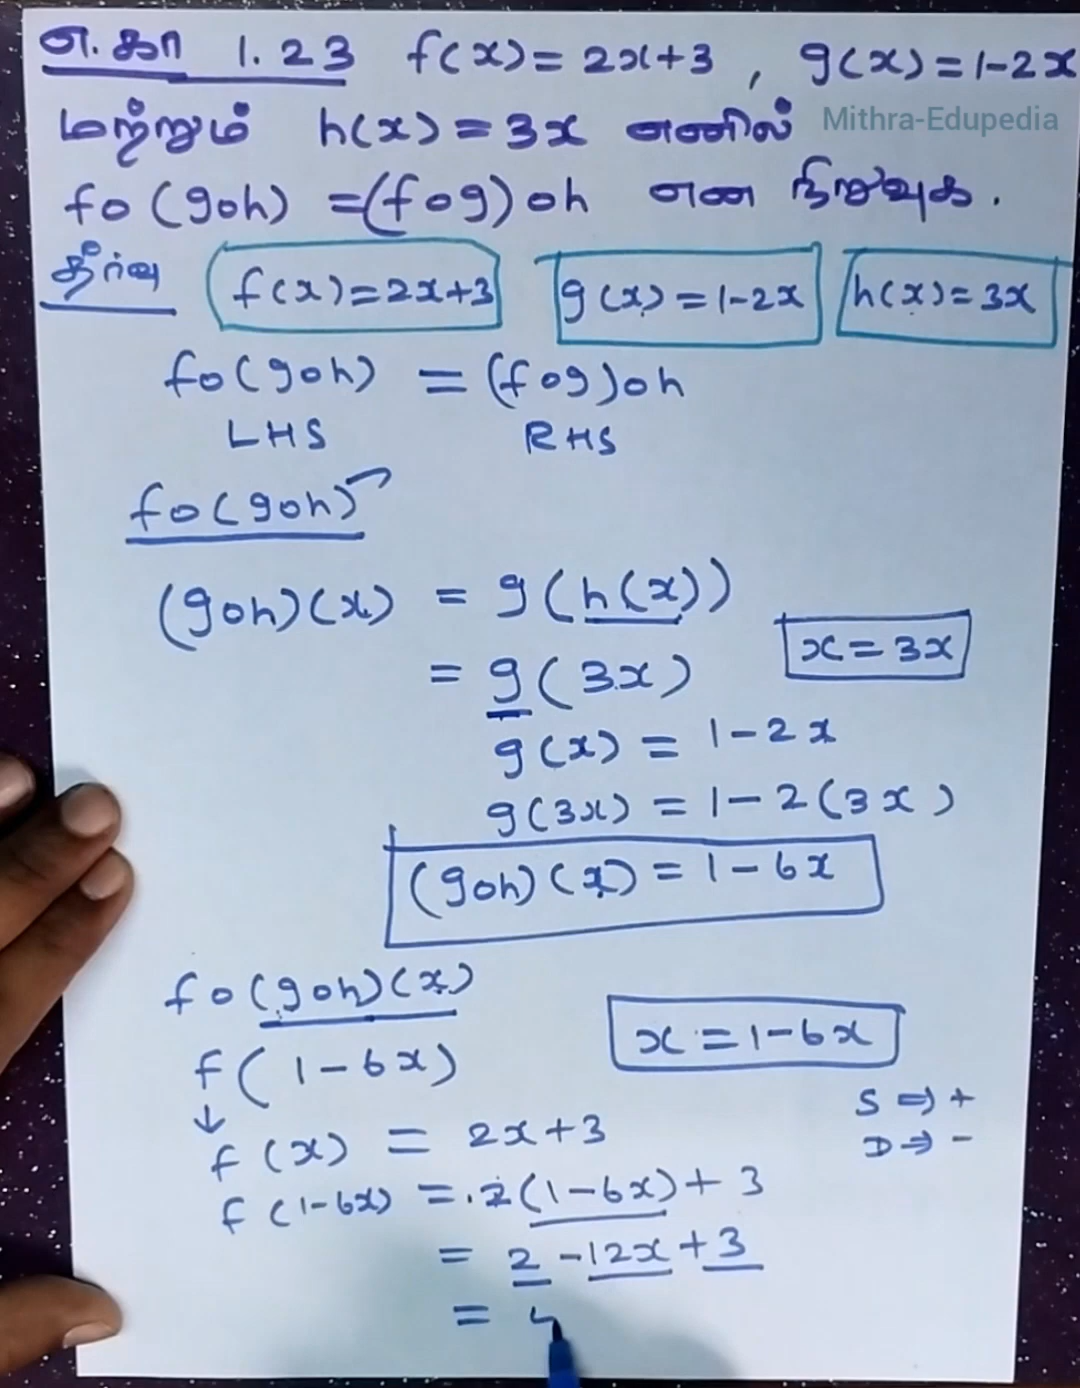 எ.கா 1.23 f(x)=2x+3, g(x)=1-2x
மற்றும் h(x)=3x எனில்
Mithra-Edupedia
fo(goh)=(fog)oh என நிறுவுக.
தீர்வு f(x)=2x+3 g(x)=1-2x h(x)=3x
fo(goh) = (fog)oh
LHS RHS
fo(goh)
(goh)(x) = g(h(x))
x=3x
= g(3x)
g(x) = 1-2x
g(3x) = 1-2(3x)
(goh)(x) = 1-6x
fo(goh)(x)
x=1-6x
f(1-6x)
S ⇒ +
↓
f(x) = 2x+3
D ⇒ -
f(1-6x) = 2(1-6x)+3
= 2-12x+3
=